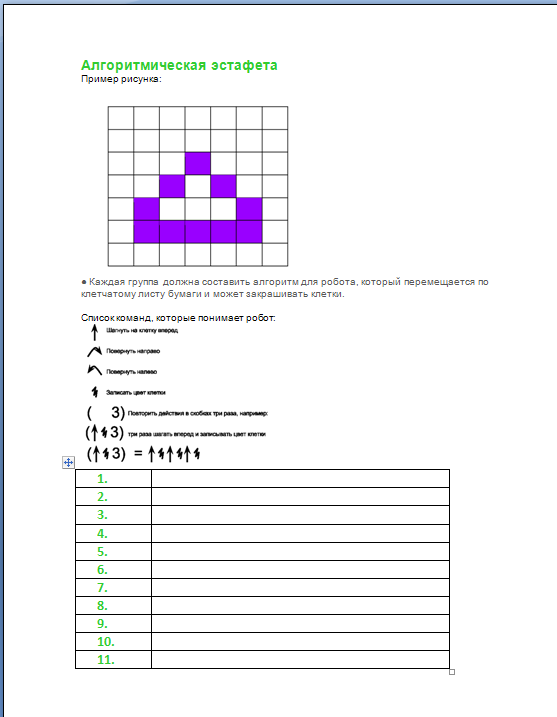 Алгоритмическая эстафета
Пример рисунка:
● Каждая группа должна составить алгоритм для робота, который перемещается по
клетчатому листу бумаги и может закрашивать клетки.
Список команд, которые понимает робот:
Шагнуть на клетку вперед
Повернуть направо
Повернуть налево
Записать цвет клетки
( 3) Повторить действия в скобках три раза, например:
(↑↯3) три раза шагать вперед и записывать цвет клетки
(↑↯3) = ↑↯↑↯↑↯
1.
2.
3.
4.
5.
6.
7.
8.
9.
10.
11.